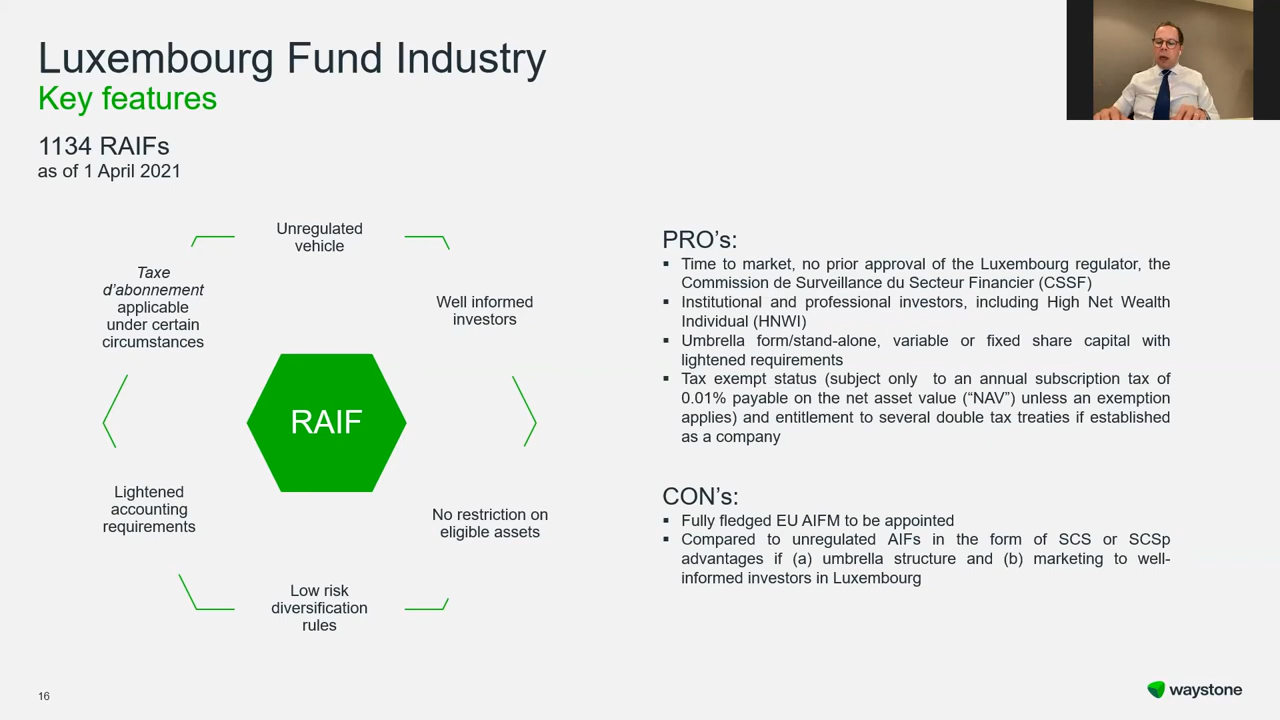 Luxembourg Fund Industry
Key features
1134 RAIFs
as of 1 April 2021
Unregulated
vehicle
Well informed
investors
No restriction on
eligible assets
Low risk
diversification
rules
Lightened
accounting
requirements
Taxe
d’abonnement
applicable
under certain
circumstances
RAIF
PRO’s:
▪ Time to market, no prior approval of the Luxembourg regulator, the
Commission de Surveillance du Secteur Financier (CSSF)
▪ Institutional and professional investors, including High Net Wealth
Individual (HNWI)
▪ Umbrella form/stand-alone, variable or fixed share capital with
lightened requirements
▪ Tax exempt status (subject only to an annual subscription tax of
0.01% payable on the net asset value (“NAV”) unless an exemption
applies) and entitlement to several double tax treaties if established
as a company
CON’s:
▪ Fully fledged EU AIFM to be appointed
▪ Compared to unregulated AIFs in the form of SCS or SCSp
advantages if (a) umbrella structure and (b) marketing to well-
informed investors in Luxembourg
16
waystone